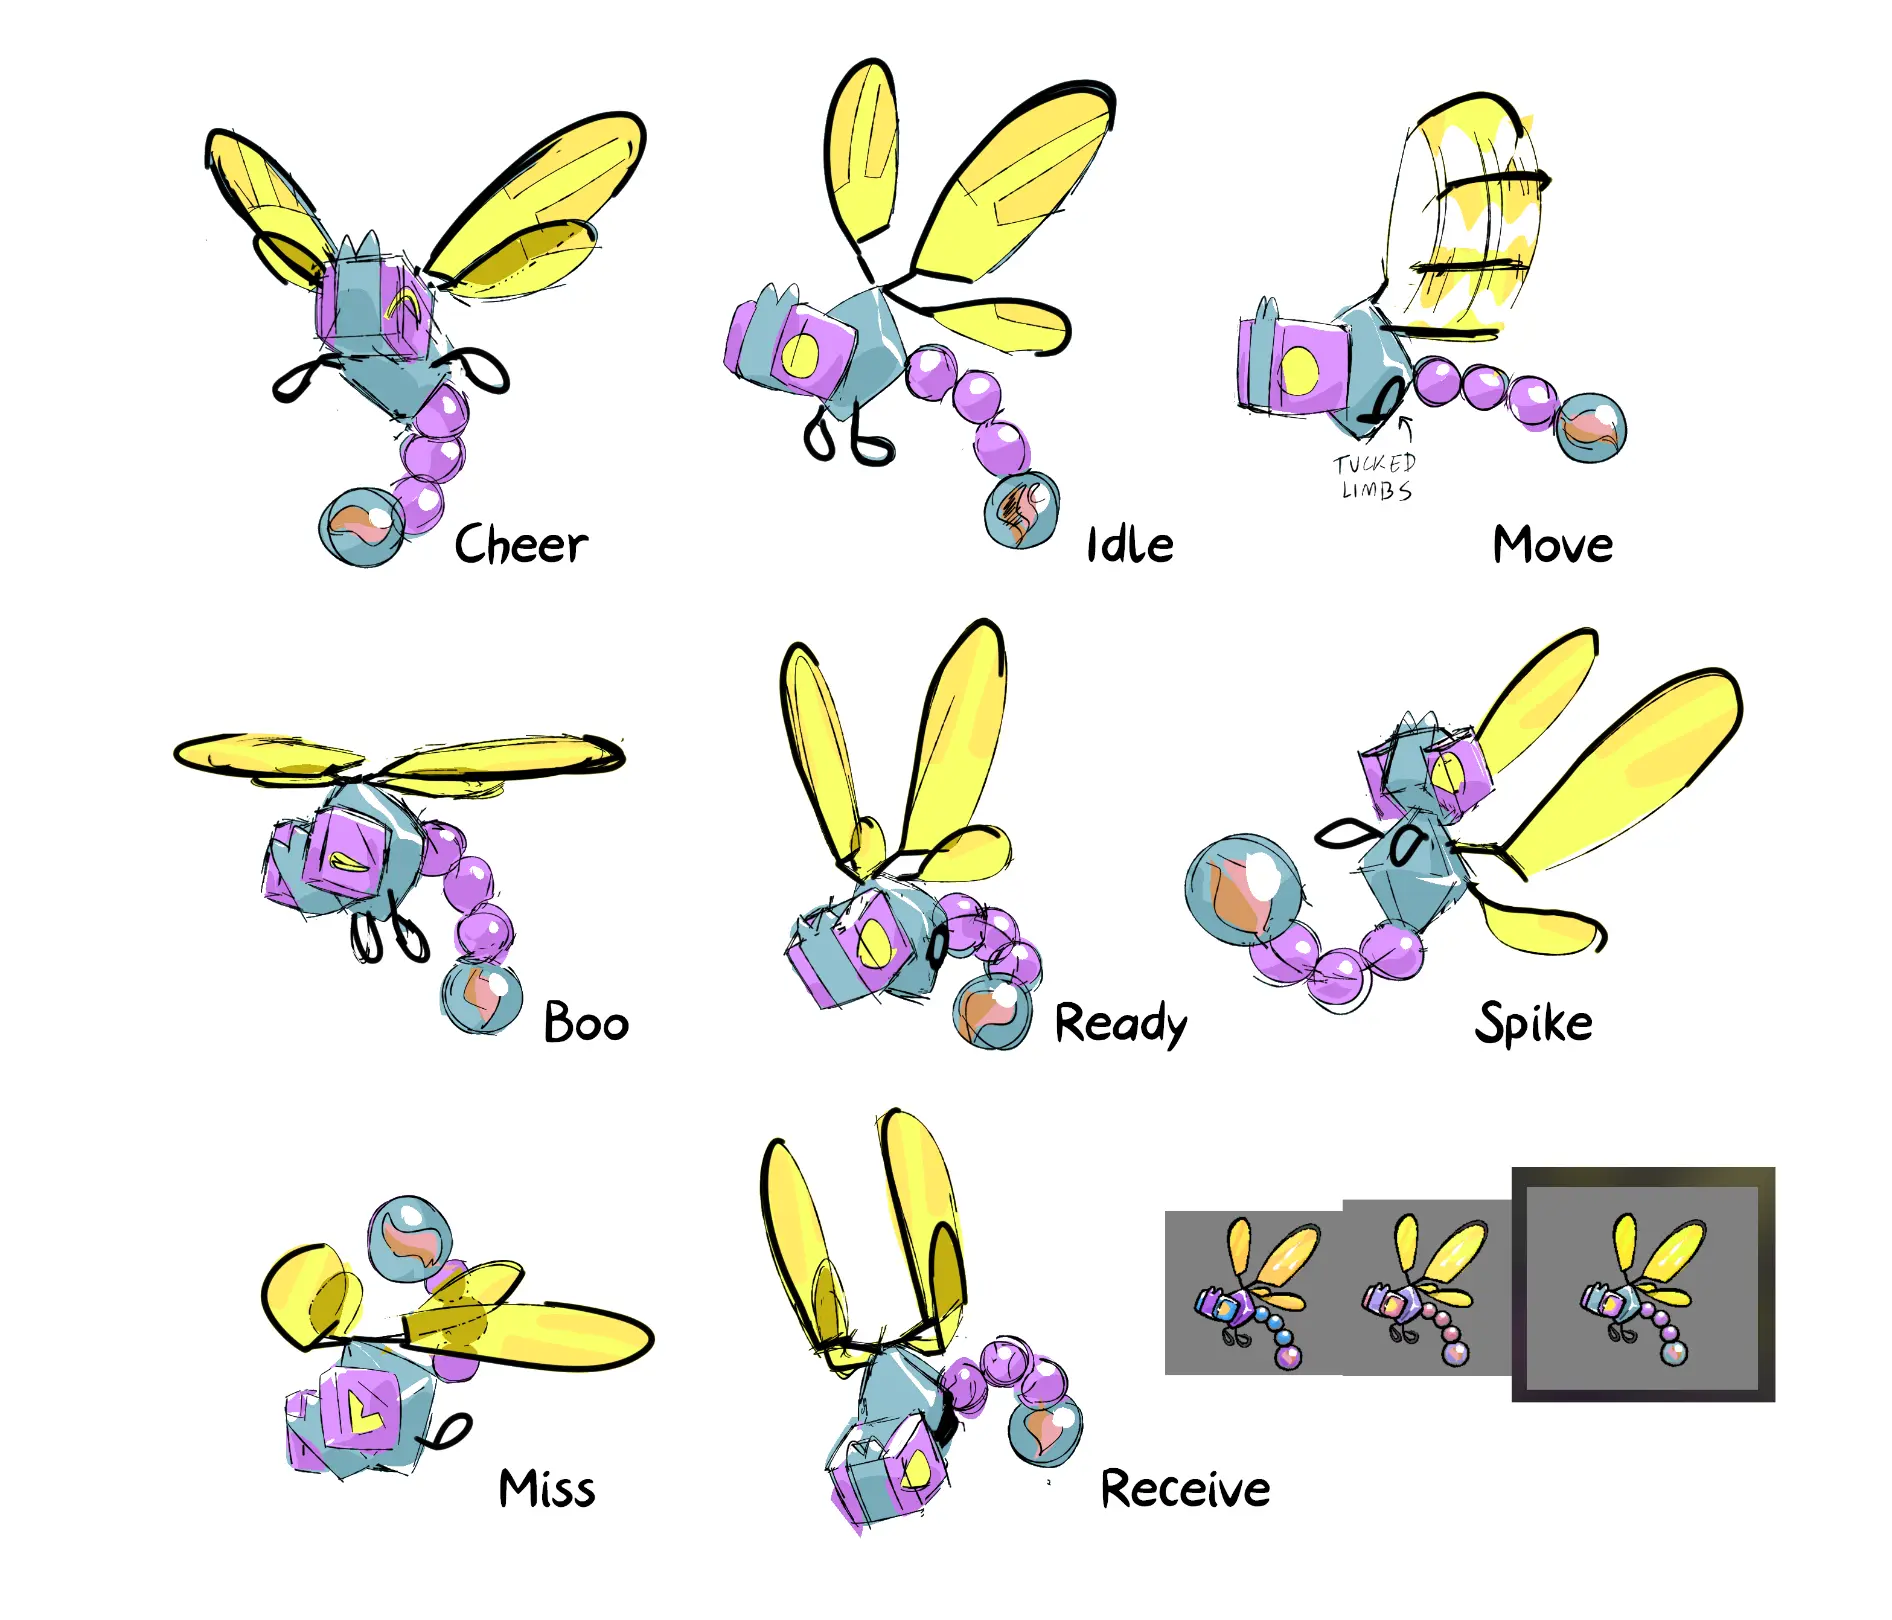 Cheer
Idle
TUCKED
LIMBS
Move
Boo
Ready
Spike
Miss
Receive